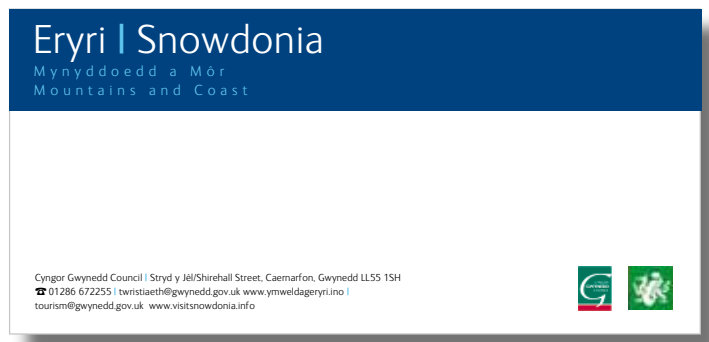 Eryri | Snowdonia
Mynyddoedd a Môr
Mountains and Coast
Cyngor Gwynedd Council | Stryd y Jêl/Shirehall Street, Caernarfon, Gwynedd LL55 1SH
☎ 01286 672255 | twristiaeth@gwynedd.gov.uk www.ymweldageryri.ino |
tourism@gwynedd.gov.uk www.visitsnowdonia.info
GWYNEDD